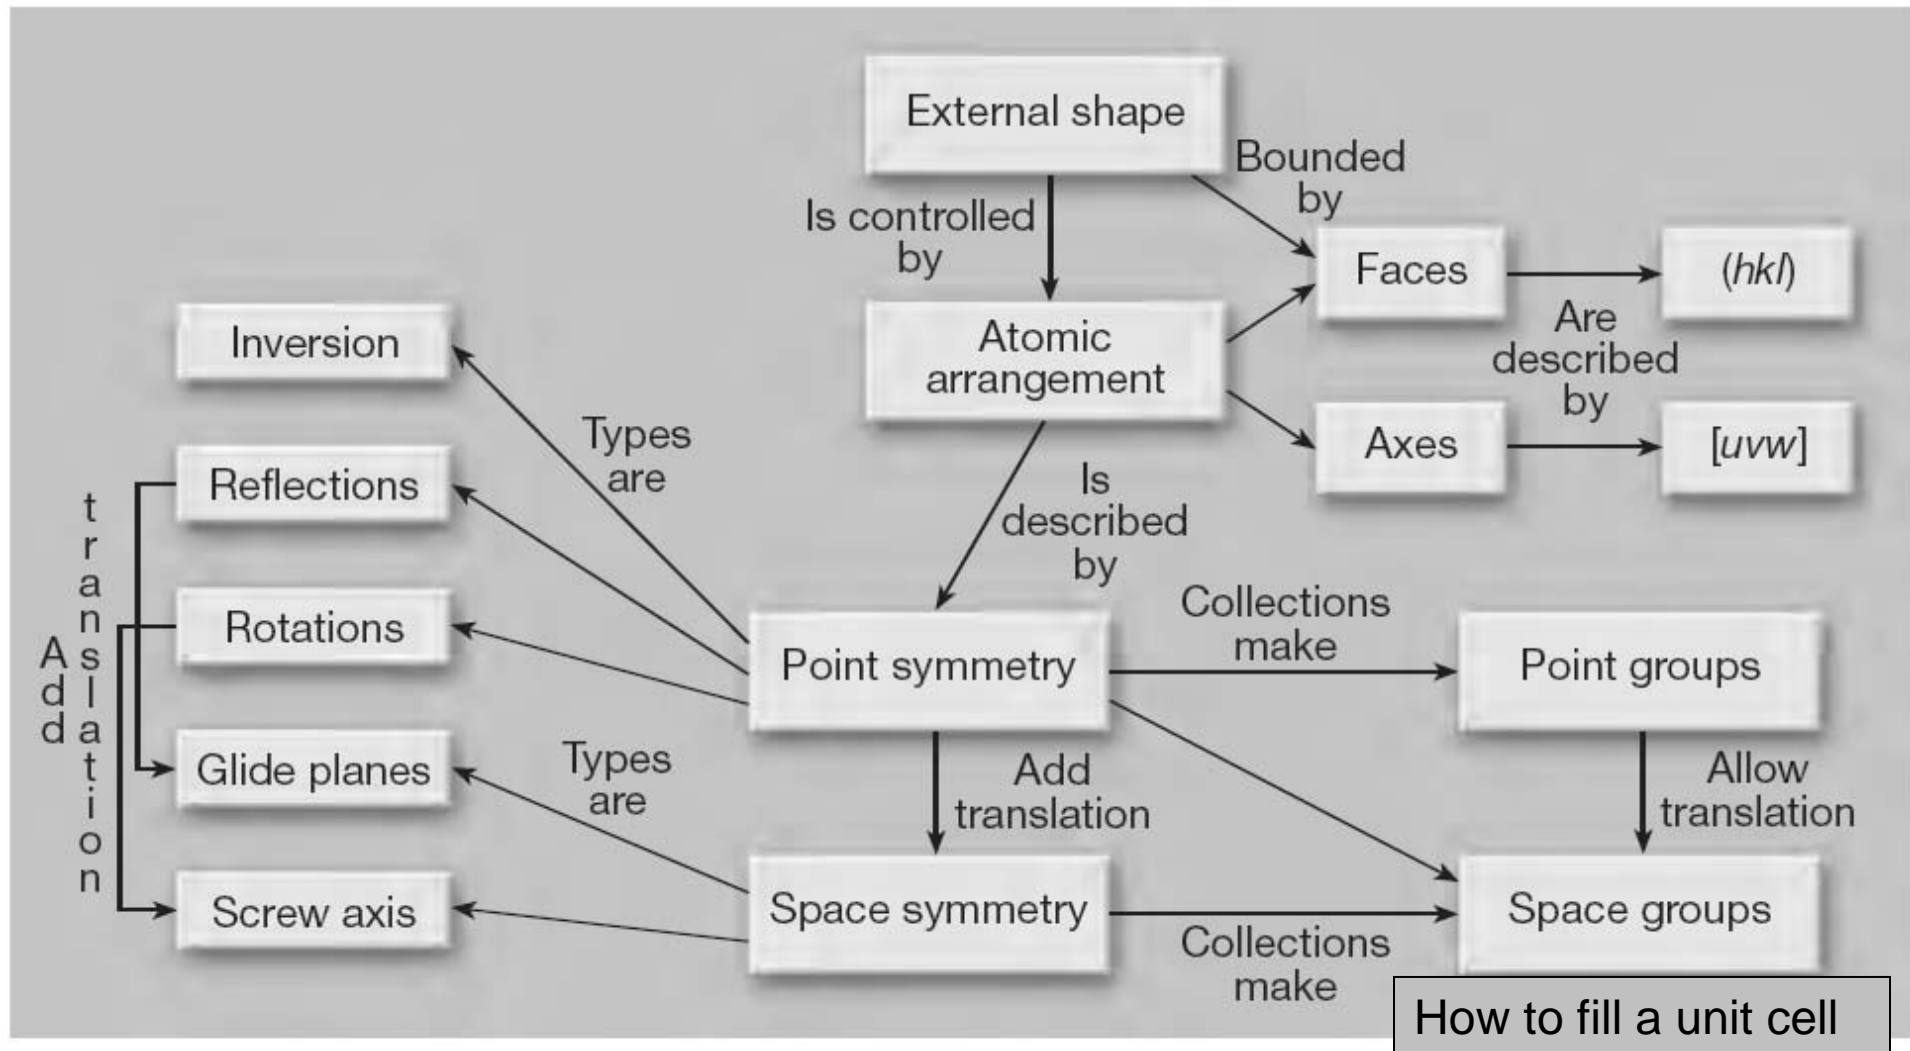 External shape
Bounded
by
Is controlled
by
Faces
(hkl)
Are
described
by
Atomic
arrangement
Axes
[uvw]
Inversion
Types
are
Reflections
Is
described
by
Rotations
Add
translation
Point symmetry
Collections
make
Point groups
Glide planes
Types
are
Add
translation
Allow
translation
Screw axis
Space symmetry
Collections
make
Space groups
How to fill a unit cell